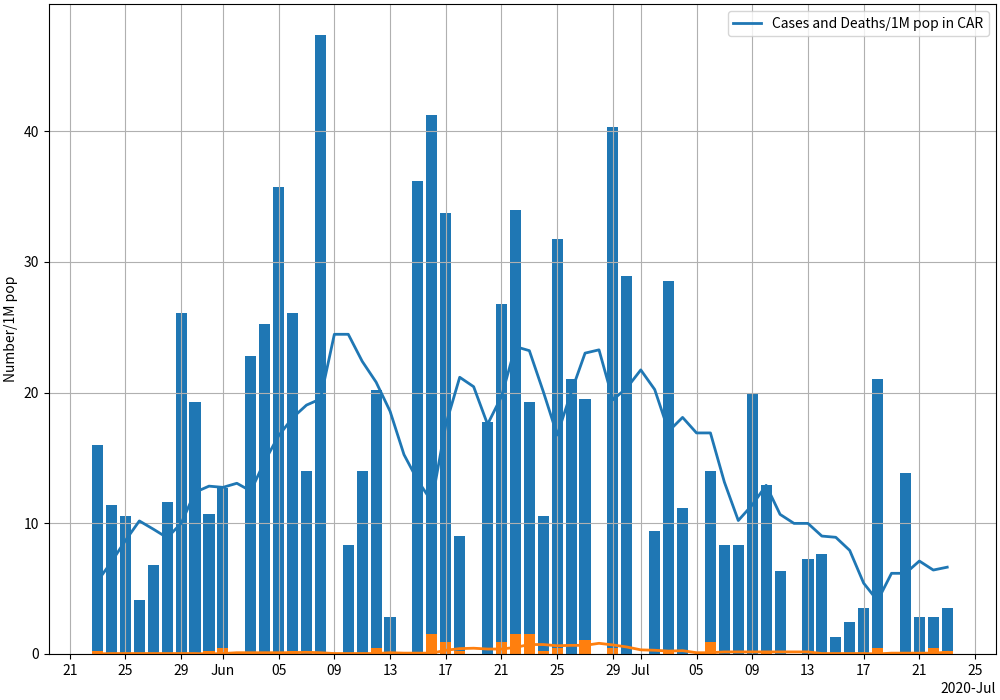 Cases and Deaths/1M pop in CAR
Number/1M pop
40
30
20
10
0
21 25 29 Jun 05 09 13 17 21 25 29 Jul 05 09 13 17 21 25
2020-Jul